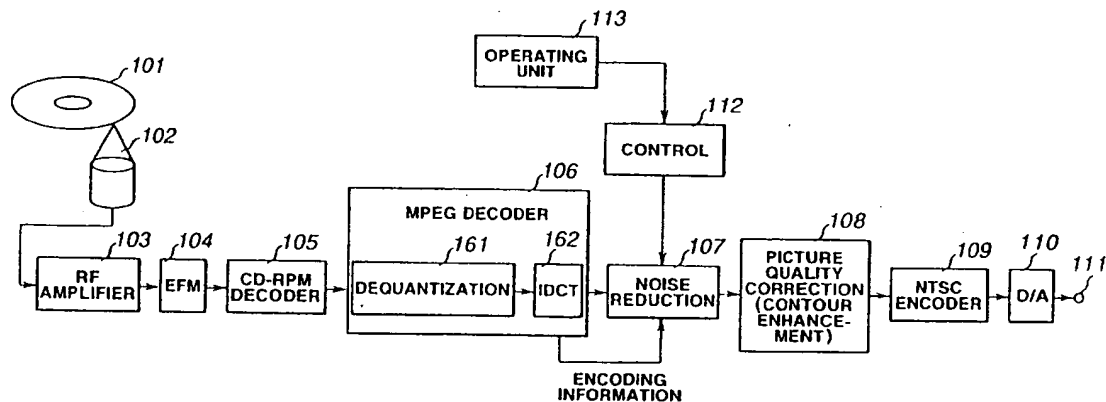 113
OPERATING
UNIT
101
102
112
CONTROL
106
MPEG DECODER
103
RF
AMPLIFIER
104
EFM
105
CD-RPM
DECODER
161
DEQUANTIZATION
162
IDCT
107
NOISE
REDUCTION
108
PICTURE
QUALITY
CORRECTION
(CONTOUR
ENHANCE-
MENT)
109
NTSC
ENCODER
110
D/A
111
ENCODING
INFORMATION